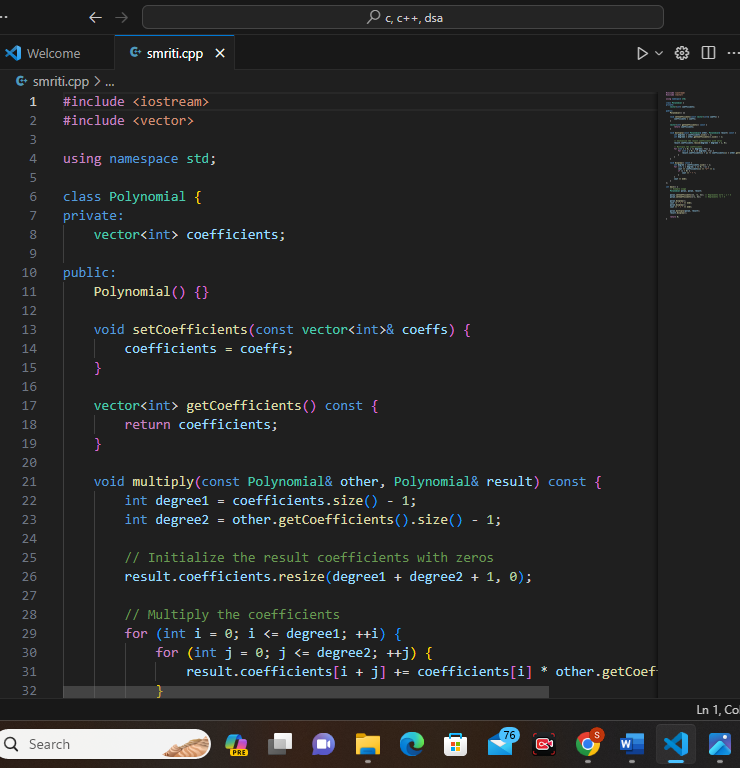 c, c++, dsa
Welcome
smriti.cpp
smriti.cpp > ...
1 #include <iostream>
2 #include <vector>
3
4 using namespace std;
5
6 class Polynomial {
7 private:
8 vector<int> coefficients;
9
10 public:
11 Polynomial() {}
12
13 void setCoefficients(const vector<int>& coeffs) {
14 coefficients = coeffs;
15 }
16
17 vector<int> getCoefficients() const {
18 return coefficients;
19 }
20
21 void multiply(const Polynomial& other, Polynomial& result) const {
22 int degree1 = coefficients.size() - 1;
23 int degree2 = other.getCoefficients().size() - 1;
24
25 // Initialize the result coefficients with zeros
26 result.coefficients.resize(degree1 + degree2 + 1, 0);
27
28 // Multiply the coefficients
29 for (int i = 0; i <= degree1; ++i) {
30 for (int j = 0; j <= degree2; ++j) {
31 result.coefficients[i + j] += coefficients[i] * other.getCoef
32 }
Ln 1, Co
Search
PRE
76
S